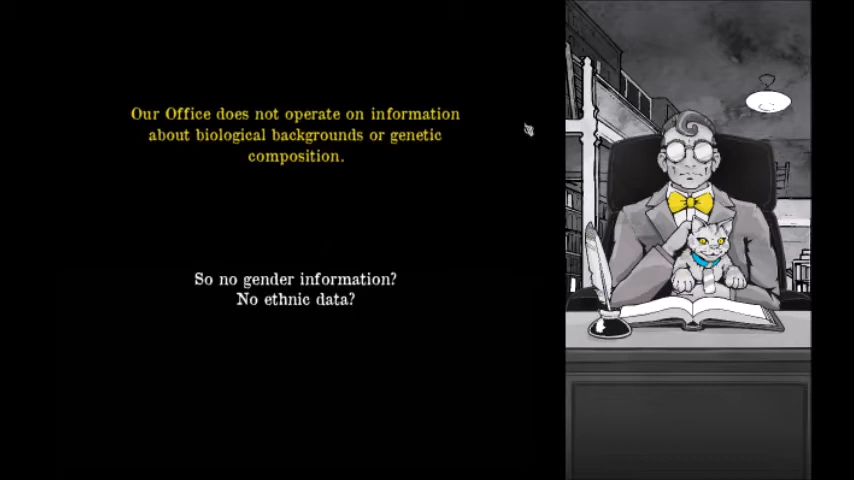 Our Office does not operate on information
about biological backgrounds or genetic
composition.
So no gender information?
No ethnic data?